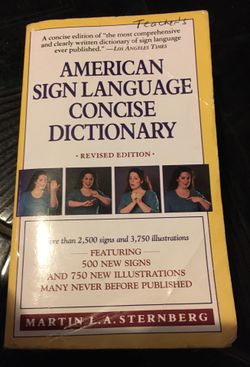 Teacher's
A concise edition of "the most comprehensive
and clearly written dictionary of sign language
ever published." —LOS ANGELES TIMES
AMERICAN
SIGN LANGUAGE
CONCISE
DICTIONARY
· REVISED EDITION ·
More than 2,500 signs and 3,750 illustrations
FEATURING
500 NEW SIGNS
AND 750 NEW ILLUSTRATIONS
MANY NEVER BEFORE PUBLISHED
MARTIN L.A. STERNBERG